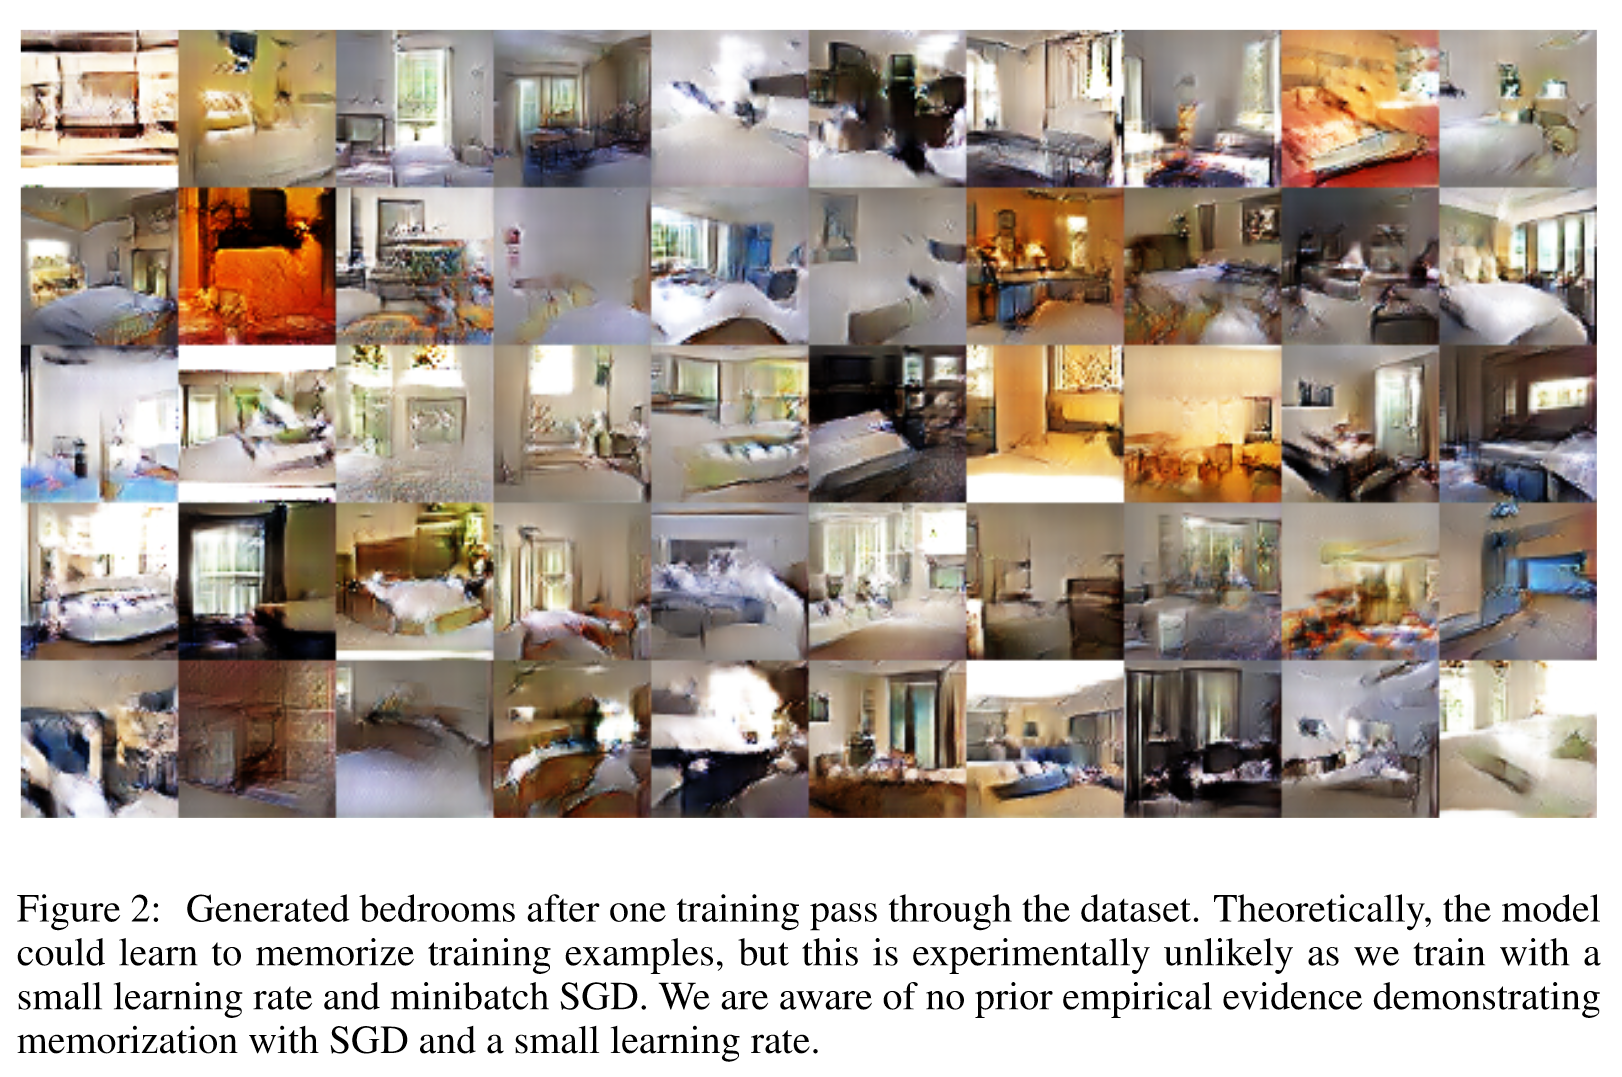 Figure 2: Generated bedrooms after one training pass through the dataset. Theoretically, the model
could learn to memorize training examples, but this is experimentally unlikely as we train with a
small learning rate and minibatch SGD. We are aware of no prior empirical evidence demonstrating
memorization with SGD and a small learning rate.